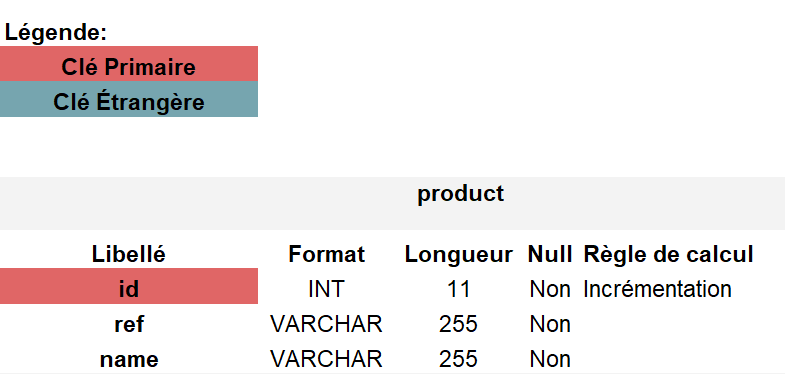 Légende:
Clé Primaire
Clé Étrangère
product
Libellé Format Longueur Null Règle de calcul
id INT 11 Non Incrémentation
ref VARCHAR 255 Non
name VARCHAR 255 Non